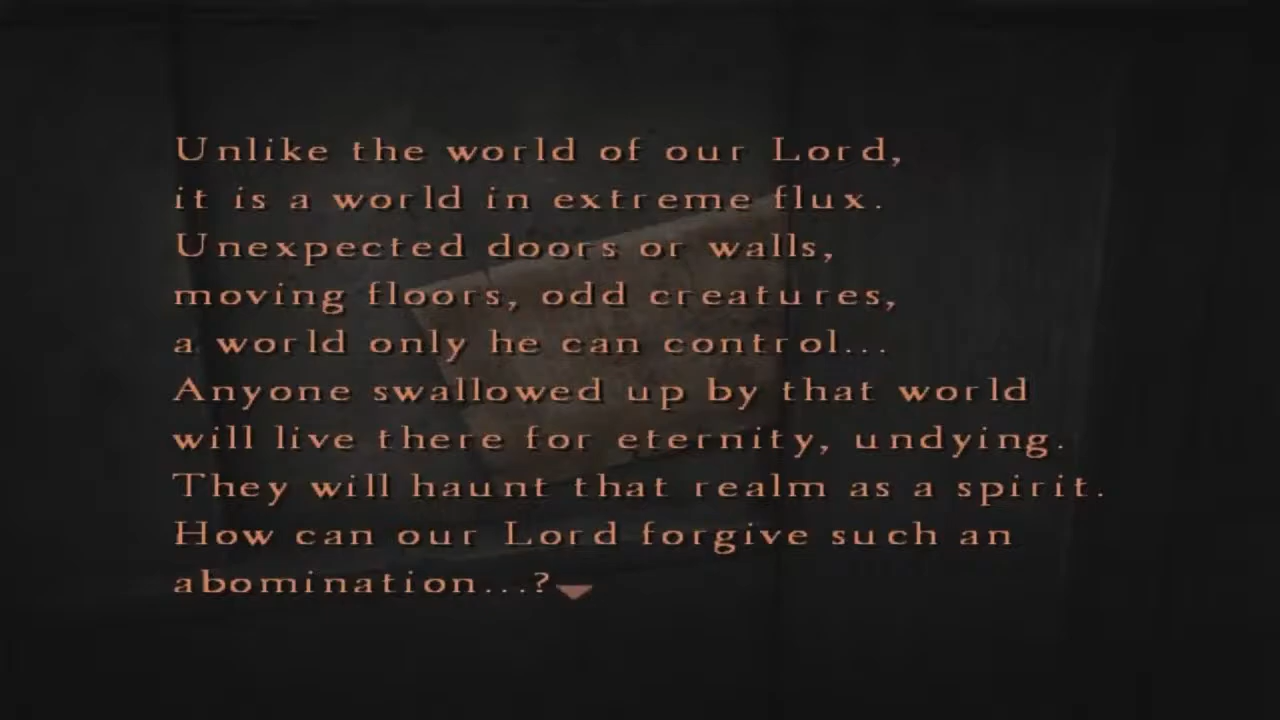 Unlike the world of our Lord,
it is a world in extreme flux.
Unexpected doors or walls,
moving floors, odd creatures,
a world only he can control...
Anyone swallowed up by that world
will live there for eternity, undying.
They will haunt that realm as a spirit.
How can our Lord forgive such an
abomination...?